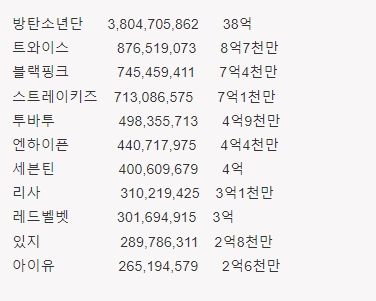 방탄소년단 3,804,705,862 38억
트와이스 876,519,073 8억7천만
블랙핑크 745,459,411 7억4천만
스트레이키즈 713,086,575 7억1천만
투바투 498,355,713 4억9천만
엔하이픈 440,717,975 4억4천만
세븐틴 400,609,679 4억
리사 310,219,425 3억1천만
레드벨벳 301,694,915 3억
있지 289,786,311 2억8천만
아이유 265,194,579 2억6천만